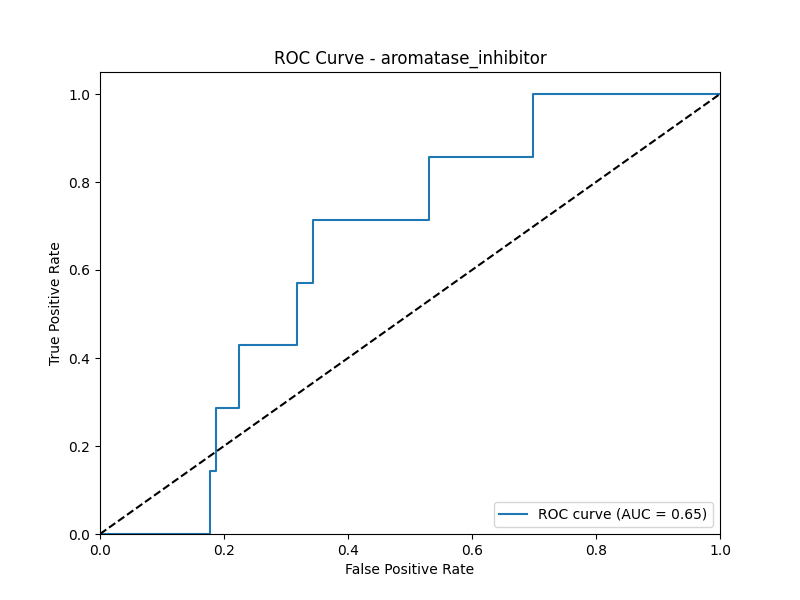 ROC Curve - aromatase_inhibitor
True Positive Rate
1.0
0.8
0.6
0.4
0.2
0.0
0.0 0.2 0.4 0.6 0.8 1.0
False Positive Rate
ROC curve (AUC = 0.65)